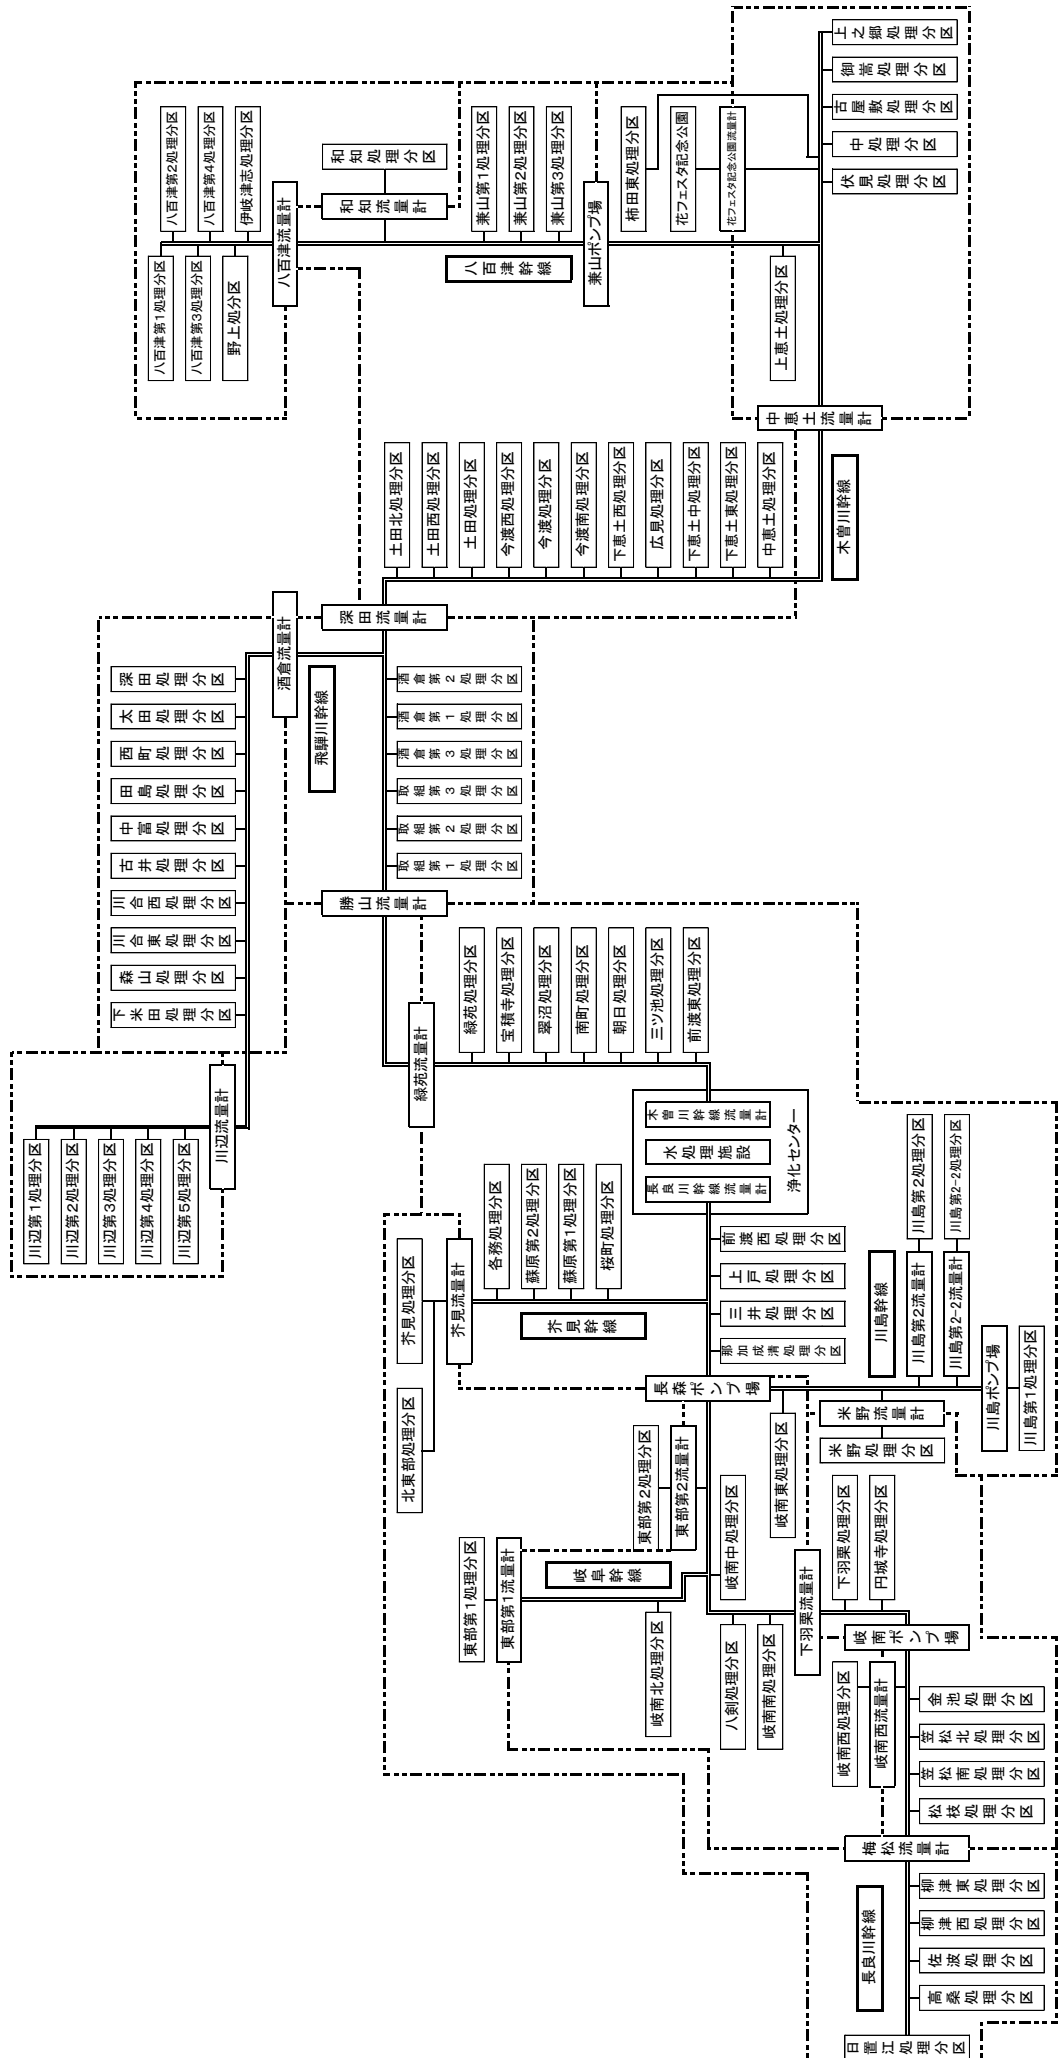 上之郷処理分区
御嵩処理分区
古屋敷処理分区
中処理分区
伏見処理分区
八百津第2処理分区
八百津第4処理分区
伊岐津志処理分区
八百津第1処理分区
八百津第3処理分区
野上処分区
八百津流量計
和知処理分区
和知流量計
兼山第1処理分区
兼山第2処理分区
兼山第3処理分区
八百津幹線
兼山ポンプ場
柿田東処理分区
花フェスタ記念公園
花フェスタ記念公園流量計
上恵土処理分区
中恵土流量計
木曽川幹線
土田北処理分区
土田西処理分区
土田処理分区
今渡西処理分区
今渡処理分区
今渡南処理分区
下恵土西処理分区
広見処理分区
下恵土中処理分区
下恵土東処理分区
中恵土処理分区
深田流量計
酒倉流量計
飛騨川幹線
深田処理分区
太田処理分区
西町処理分区
田島処理分区
中富処理分区
古井処理分区
川合西処理分区
川合東処理分区
森山処理分区
下米田処理分区
酒倉第2処理分区
酒倉第1処理分区
酒倉第3処理分区
取組第3処理分区
取組第2処理分区
取組第1処理分区
勝山流量計
川辺流量計
川辺第1処理分区
川辺第2処理分区
川辺第3処理分区
川辺第4処理分区
川辺第5処理分区
緑苑流量計
緑苑処理分区
宝積寺処理分区
翠沼処理分区
南町処理分区
朝日処理分区
三ツ池処理分区
前渡東処理分区
木曽川幹線流量計
水処理施設
長良川幹線流量計
浄化センター
各務処理分区
蘇原第2処理分区
蘇原第1処理分区
桜町処理分区
芥見処理分区
芥見流量計
芥見幹線
北東部処理分区
前渡西処理分区
上戸処理分区
三井処理分区
那加成清処理分区
長森ポンプ場
川島幹線
川島第2処理分区
川島第2流量計
川島第2-2処理分区
川島第2-2流量計
川島ポンプ場
川島第1処理分区
米野流量計
米野処理分区
岐南東処理分区
東部第2処理分区
東部第2流量計
東部第1処理分区
東部第1流量計
岐阜幹線
岐南北処理分区
岐南中処理分区
八剣処理分区
岐南南処理分区
下羽栗流量計
下羽栗処理分区
円城寺処理分区
岐南ポンプ場
岐南西処理分区
岐南西流量計
金池処理分区
笠松北処理分区
笠松南処理分区
松枝処理分区
梅松流量計
長良川幹線
柳津東処理分区
柳津西処理分区
佐波処理分区
高桑処理分区
日置江処理分区